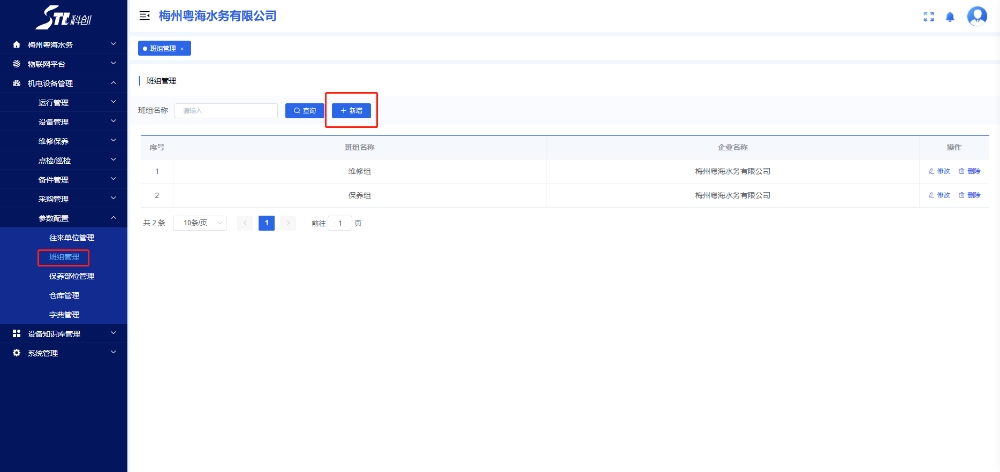 STC科创
梅州粤海水务
物联网平台
机电设备管理
运行管理
设备管理
维修保养
点检/巡检
备件管理
采购管理
参数配置
往来单位管理
班组管理
保养部位管理
仓库管理
字典管理
设备知识库管理
系统管理
梅州粤海水务有限公司
班组管理 ×
班组管理
班组名称 请输入 查询 新增
序号 班组名称 企业名称 操作
1 维修组 梅州粤海水务有限公司 修改 删除
2 保养组 梅州粤海水务有限公司 修改 删除
共 2 条 10条/页 1 前往 1 页